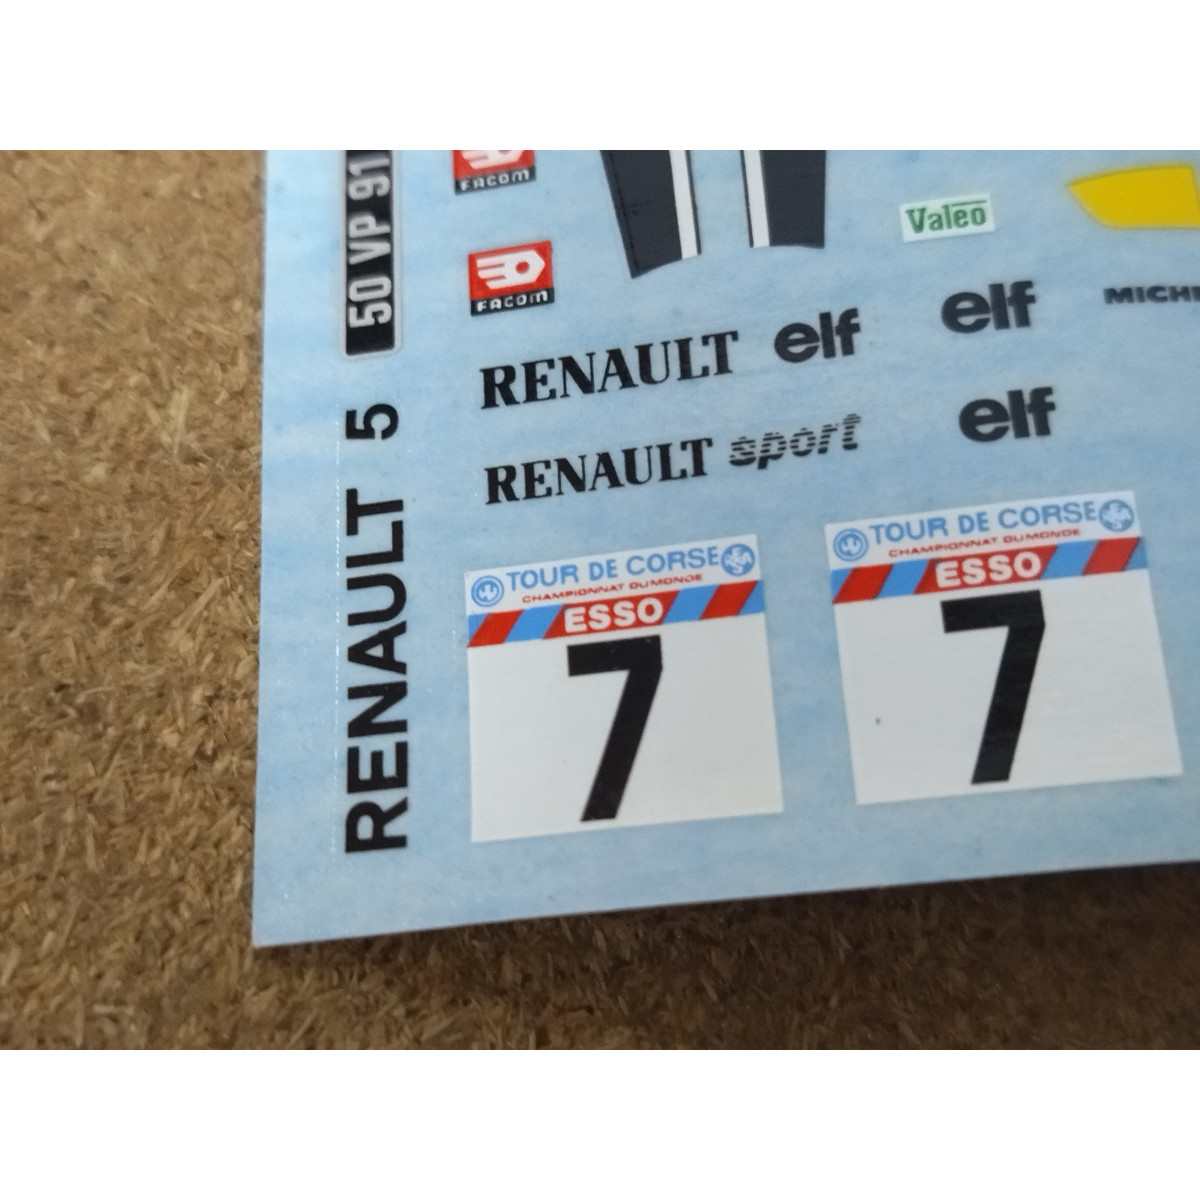 FACOM
50 VP 91
Valeo
FACOM
elf
elf
RENAULT
elf
RENAULT sport
RENAULT 5
TOUR DE CORSE
CHAMPIONNAT DU MONDE
ESSO
7
TOUR DE CORSE
CHAMPIONNAT DU MONDE
ESSO
7